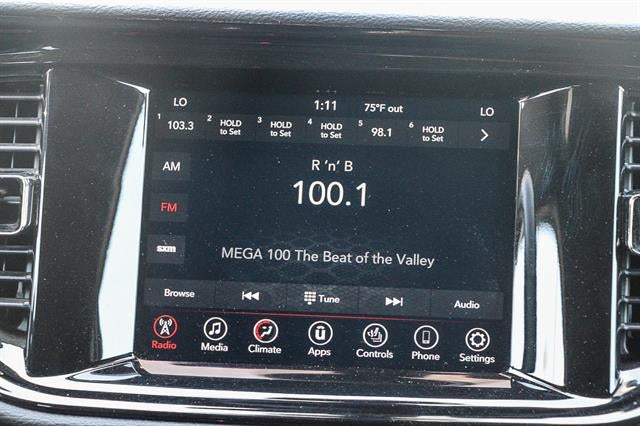 LO 1:11 75°F out LO
1 103.3 2 HOLD to Set 3 HOLD to Set 4 HOLD to Set 5 98.1 6 HOLD to Set
AM
R 'n' B
100.1
FM
sxm
MEGA 100 The Beat of the Valley
Browse Tune Audio
Radio Media Climate Apps Controls Phone Settings